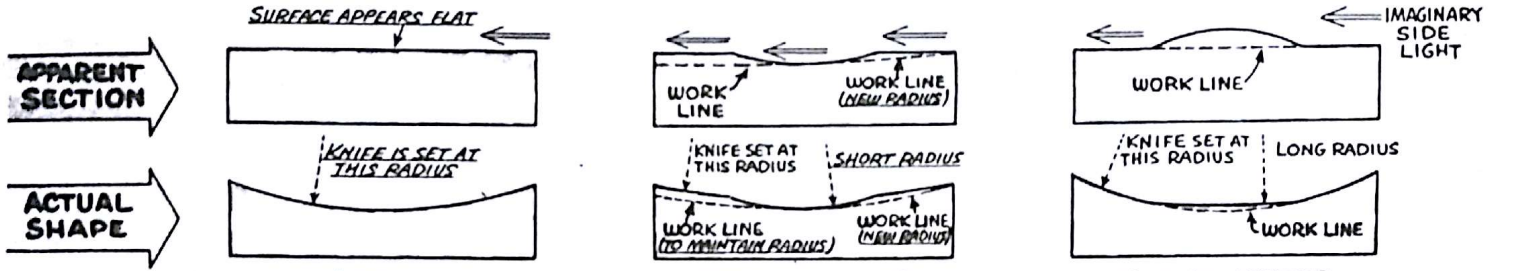 SURFACE APPEARS FLAT
IMAGINARY
SIDE
LIGHT
APPARENT
SECTION
WORK
LINE
WORK LINE
(NEW RADIUS)
WORK LINE
KNIFE IS SET AT
THIS RADIUS
KNIFE SET AT
THIS RADIUS
SHORT RADIUS
KNIFE SET AT
THIS RADIUS
LONG RADIUS
ACTUAL
SHAPE
WORK LINE
(TO MAINTAIN RADIUS)
WORK LINE
(NEW RADIUS)
WORK LINE